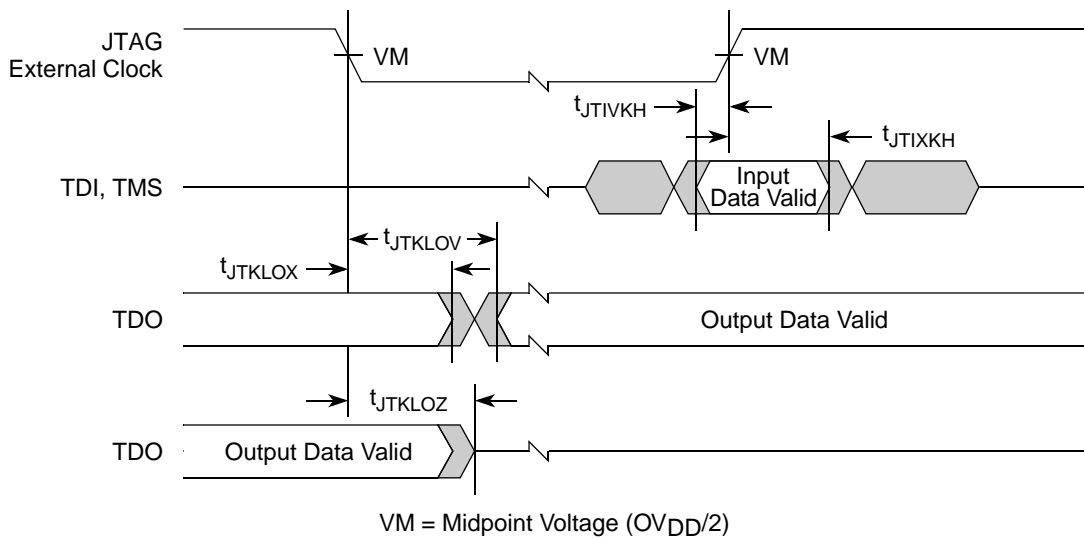 JTAG
External Clock
VM
VM
tJTIVKH
tJTIXKH
TDI, TMS
Input
Data Valid
tJTKLOV
tJTKLOX
TDO
Output Data Valid
tJTKLOZ
TDO
Output Data Valid
VM = Midpoint Voltage (OVDD/2)